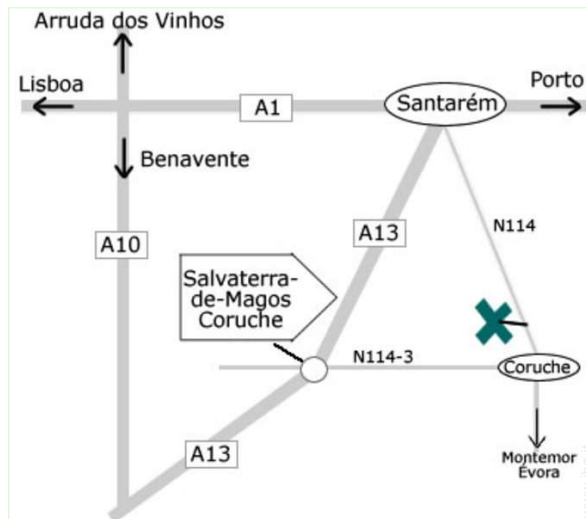 Arruda dos Vinhos
Lisboa
A1
Santarém
Porto
Benavente
N114
A10
A13
Salvaterra-
de-Magos
Coruche
N114-3
Coruche
A13
Montemor
Évora